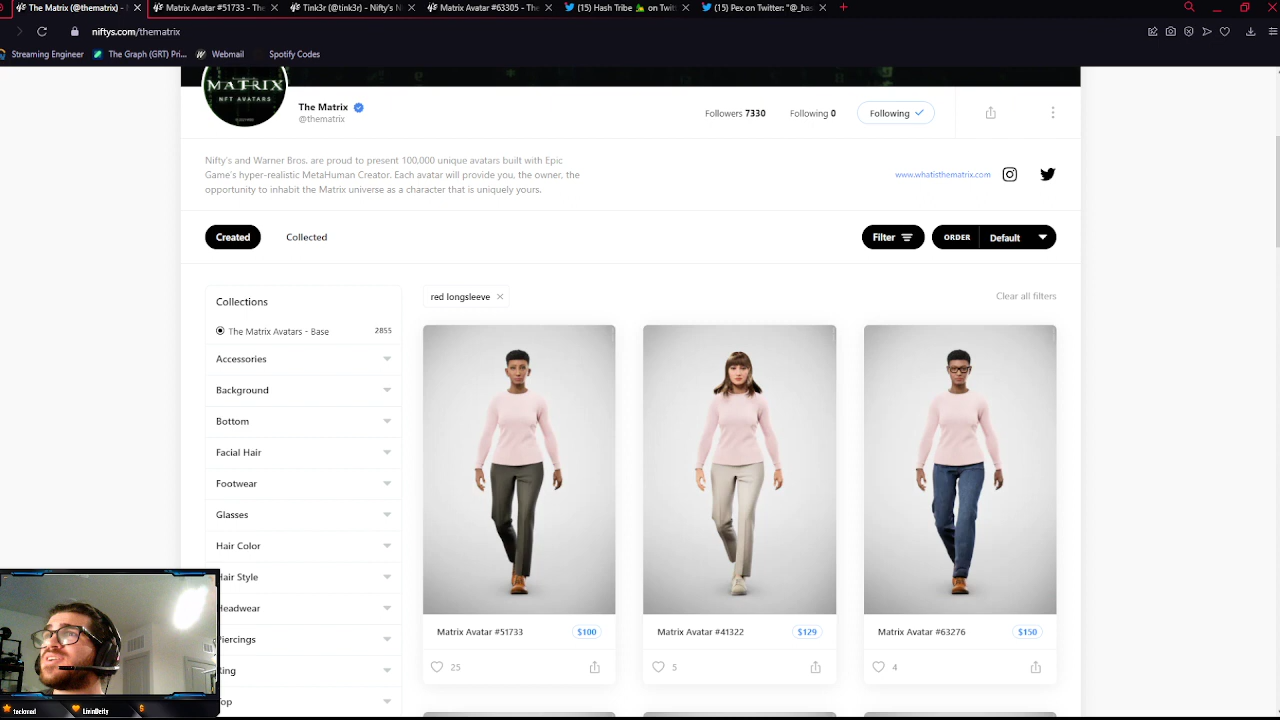 The Matrix (@thematrix) -
Matrix Avatar #51733 - The
Tink3r (@tink3r) - Nifty's N
Matrix Avatar #63305 - The
(15) Hash Tribe on Twit
(15) Pex on Twitter: "@_has
niftys.com/thematrix
Streaming Engineer
The Graph (GRT) Pri...
Webmail
Spotify Codes
MATRIX
NFT AVATARS
The Matrix
@thematrix
Followers 7330
Following 0
Following
Nifty's and Warner Bros. are proud to present 100,000 unique avatars built with Epic
Game's hyper-realistic MetaHuman Creator. Each avatar will provide you, the owner, the
opportunity to inhabit the Matrix universe as a character that is uniquely yours.
www.whatisthematrix.com
Created
Collected
Filter
ORDER
Default
Collections
The Matrix Avatars - Base 2855
Accessories
Background
Bottom
Facial Hair
Footwear
Glasses
Hair Color
Hair Style
Headwear
Piercings
Ring
Top
red longsleeve
Clear all filters
Matrix Avatar #51733 $100
25
Matrix Avatar #41322 $129
5
Matrix Avatar #63276 $150
4